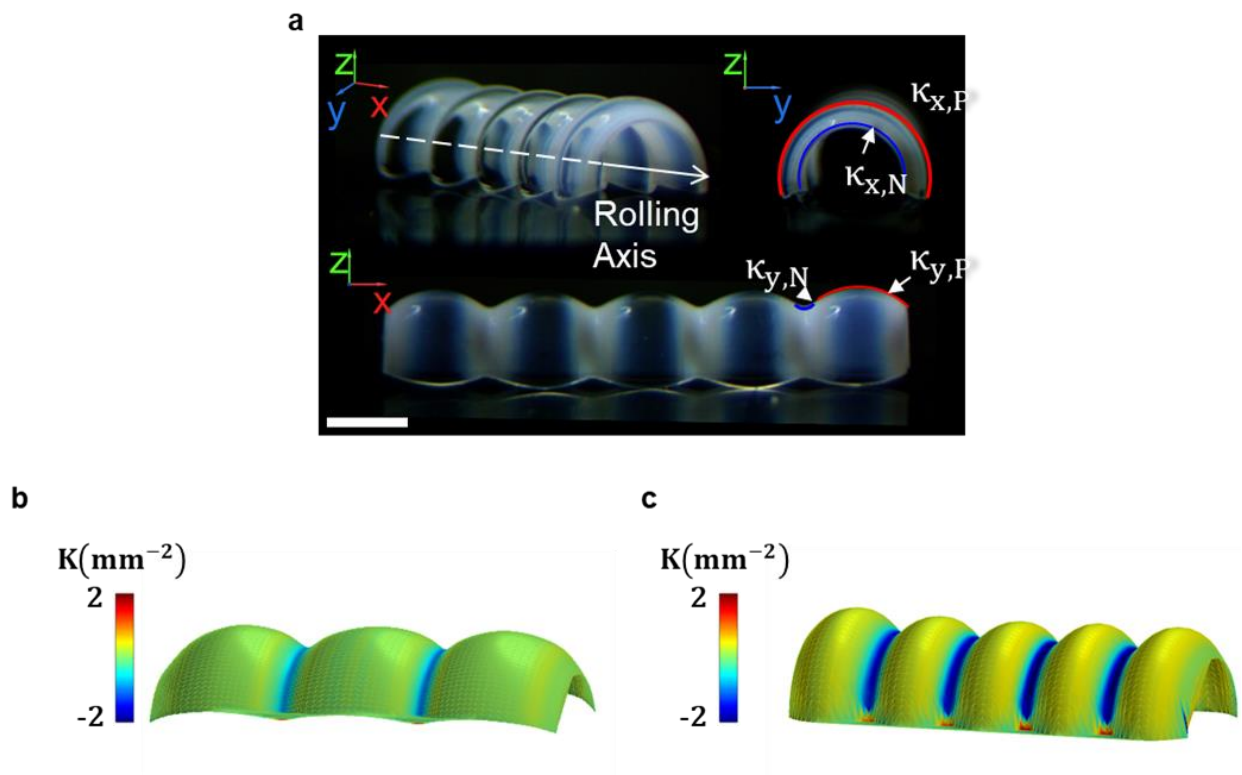 a
z
y
x
Rolling
Axis
z
y
κx,P
κx,N
z
x
κy,N
κy,P
b
K(mm−2)
2
-2
c
K(mm−2)
2
-2